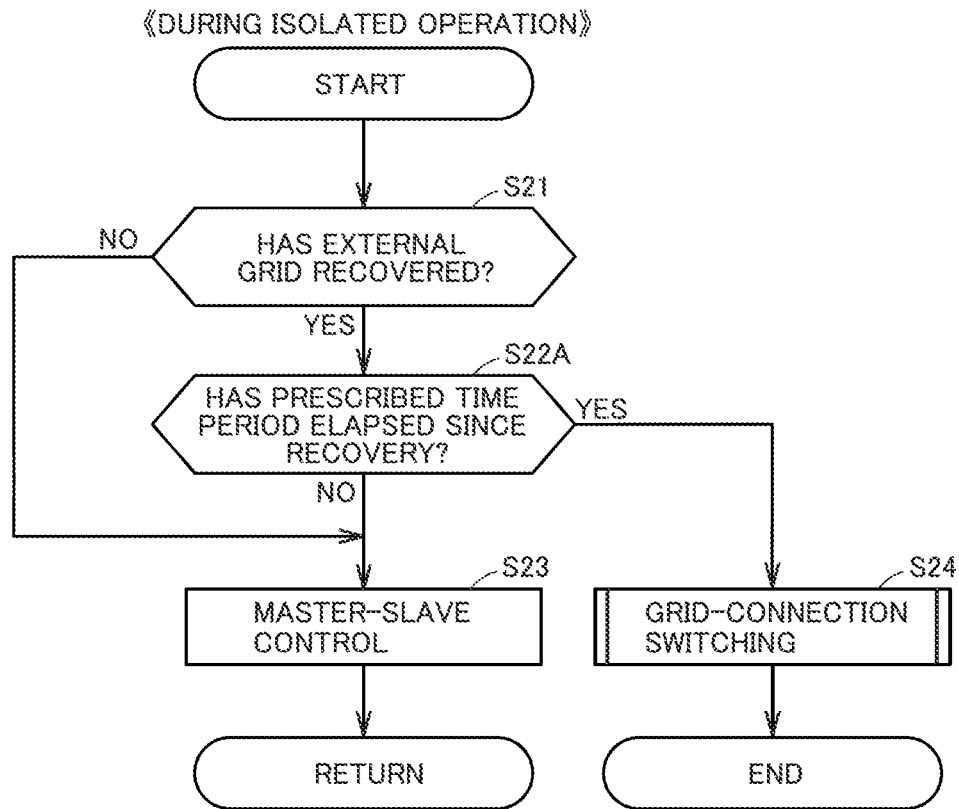 《DURING ISOLATED OPERATION》
START
S21
NO
HAS EXTERNAL
GRID RECOVERED?
YES
S22A
HAS PRESCRIBED TIME
PERIOD ELAPSED SINCE
RECOVERY?
YES
NO
S23
S24
MASTER-SLAVE
CONTROL
GRID-CONNECTION
SWITCHING
RETURN
END